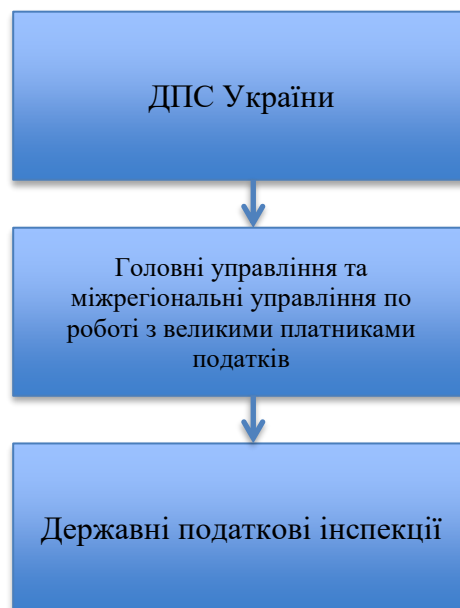 ДПС України
Головні управління та
міжрегіональні управління по
роботі з великими платниками
податків
Державні податкові інспекції